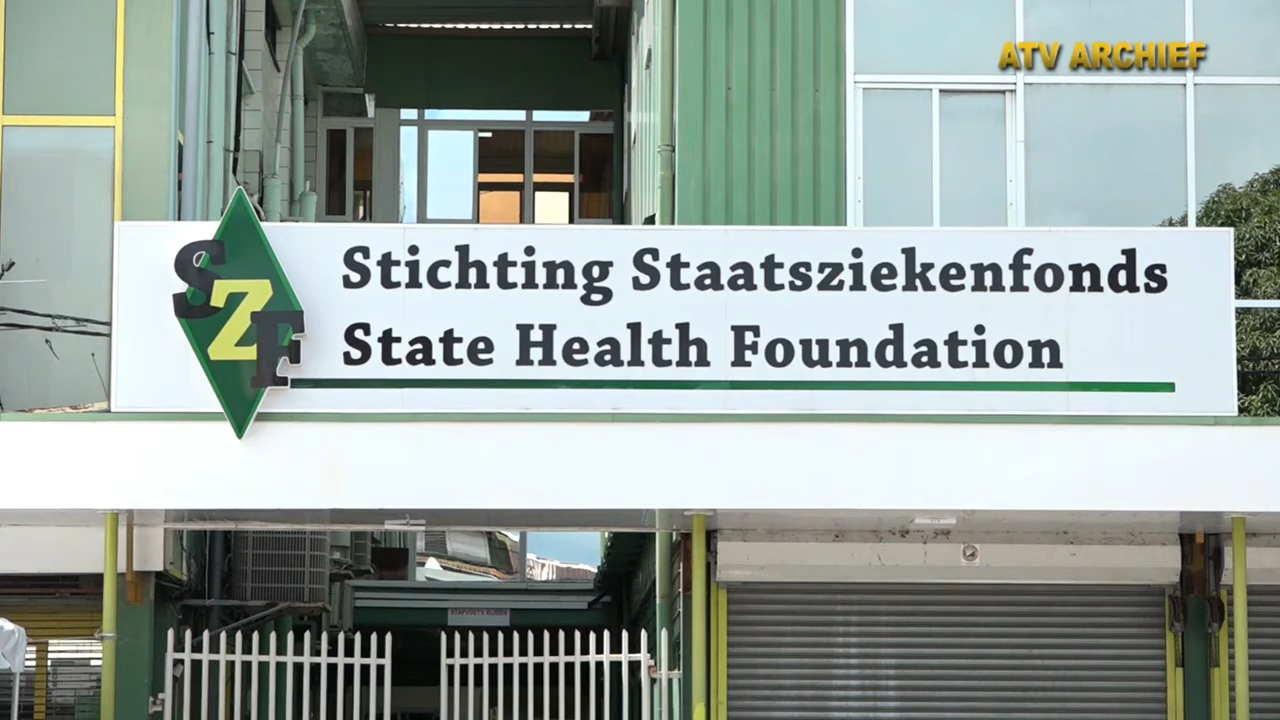 ATV ARCHIEF
SZF
Stichting Staatsziekenfonds
State Health Foundation